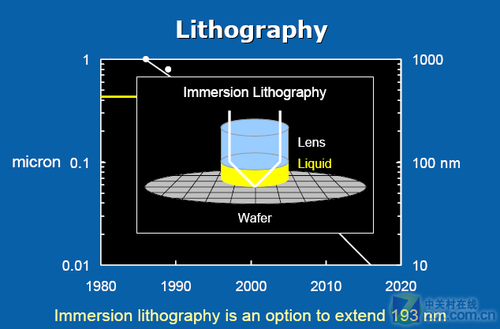 Lithography
1
1000
Immersion Lithography
Lens
Liquid
micron
0.1
100 nm
Wafer
0.01
10
1980
1990
2000
2010
2020
Immersion lithography is an option to extend 193 nm
中关村在线